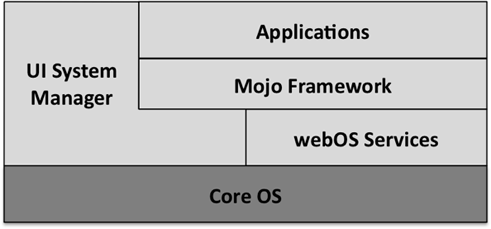 Applications
UI System
Manager
Mojo Framework
webOS Services
Core OS